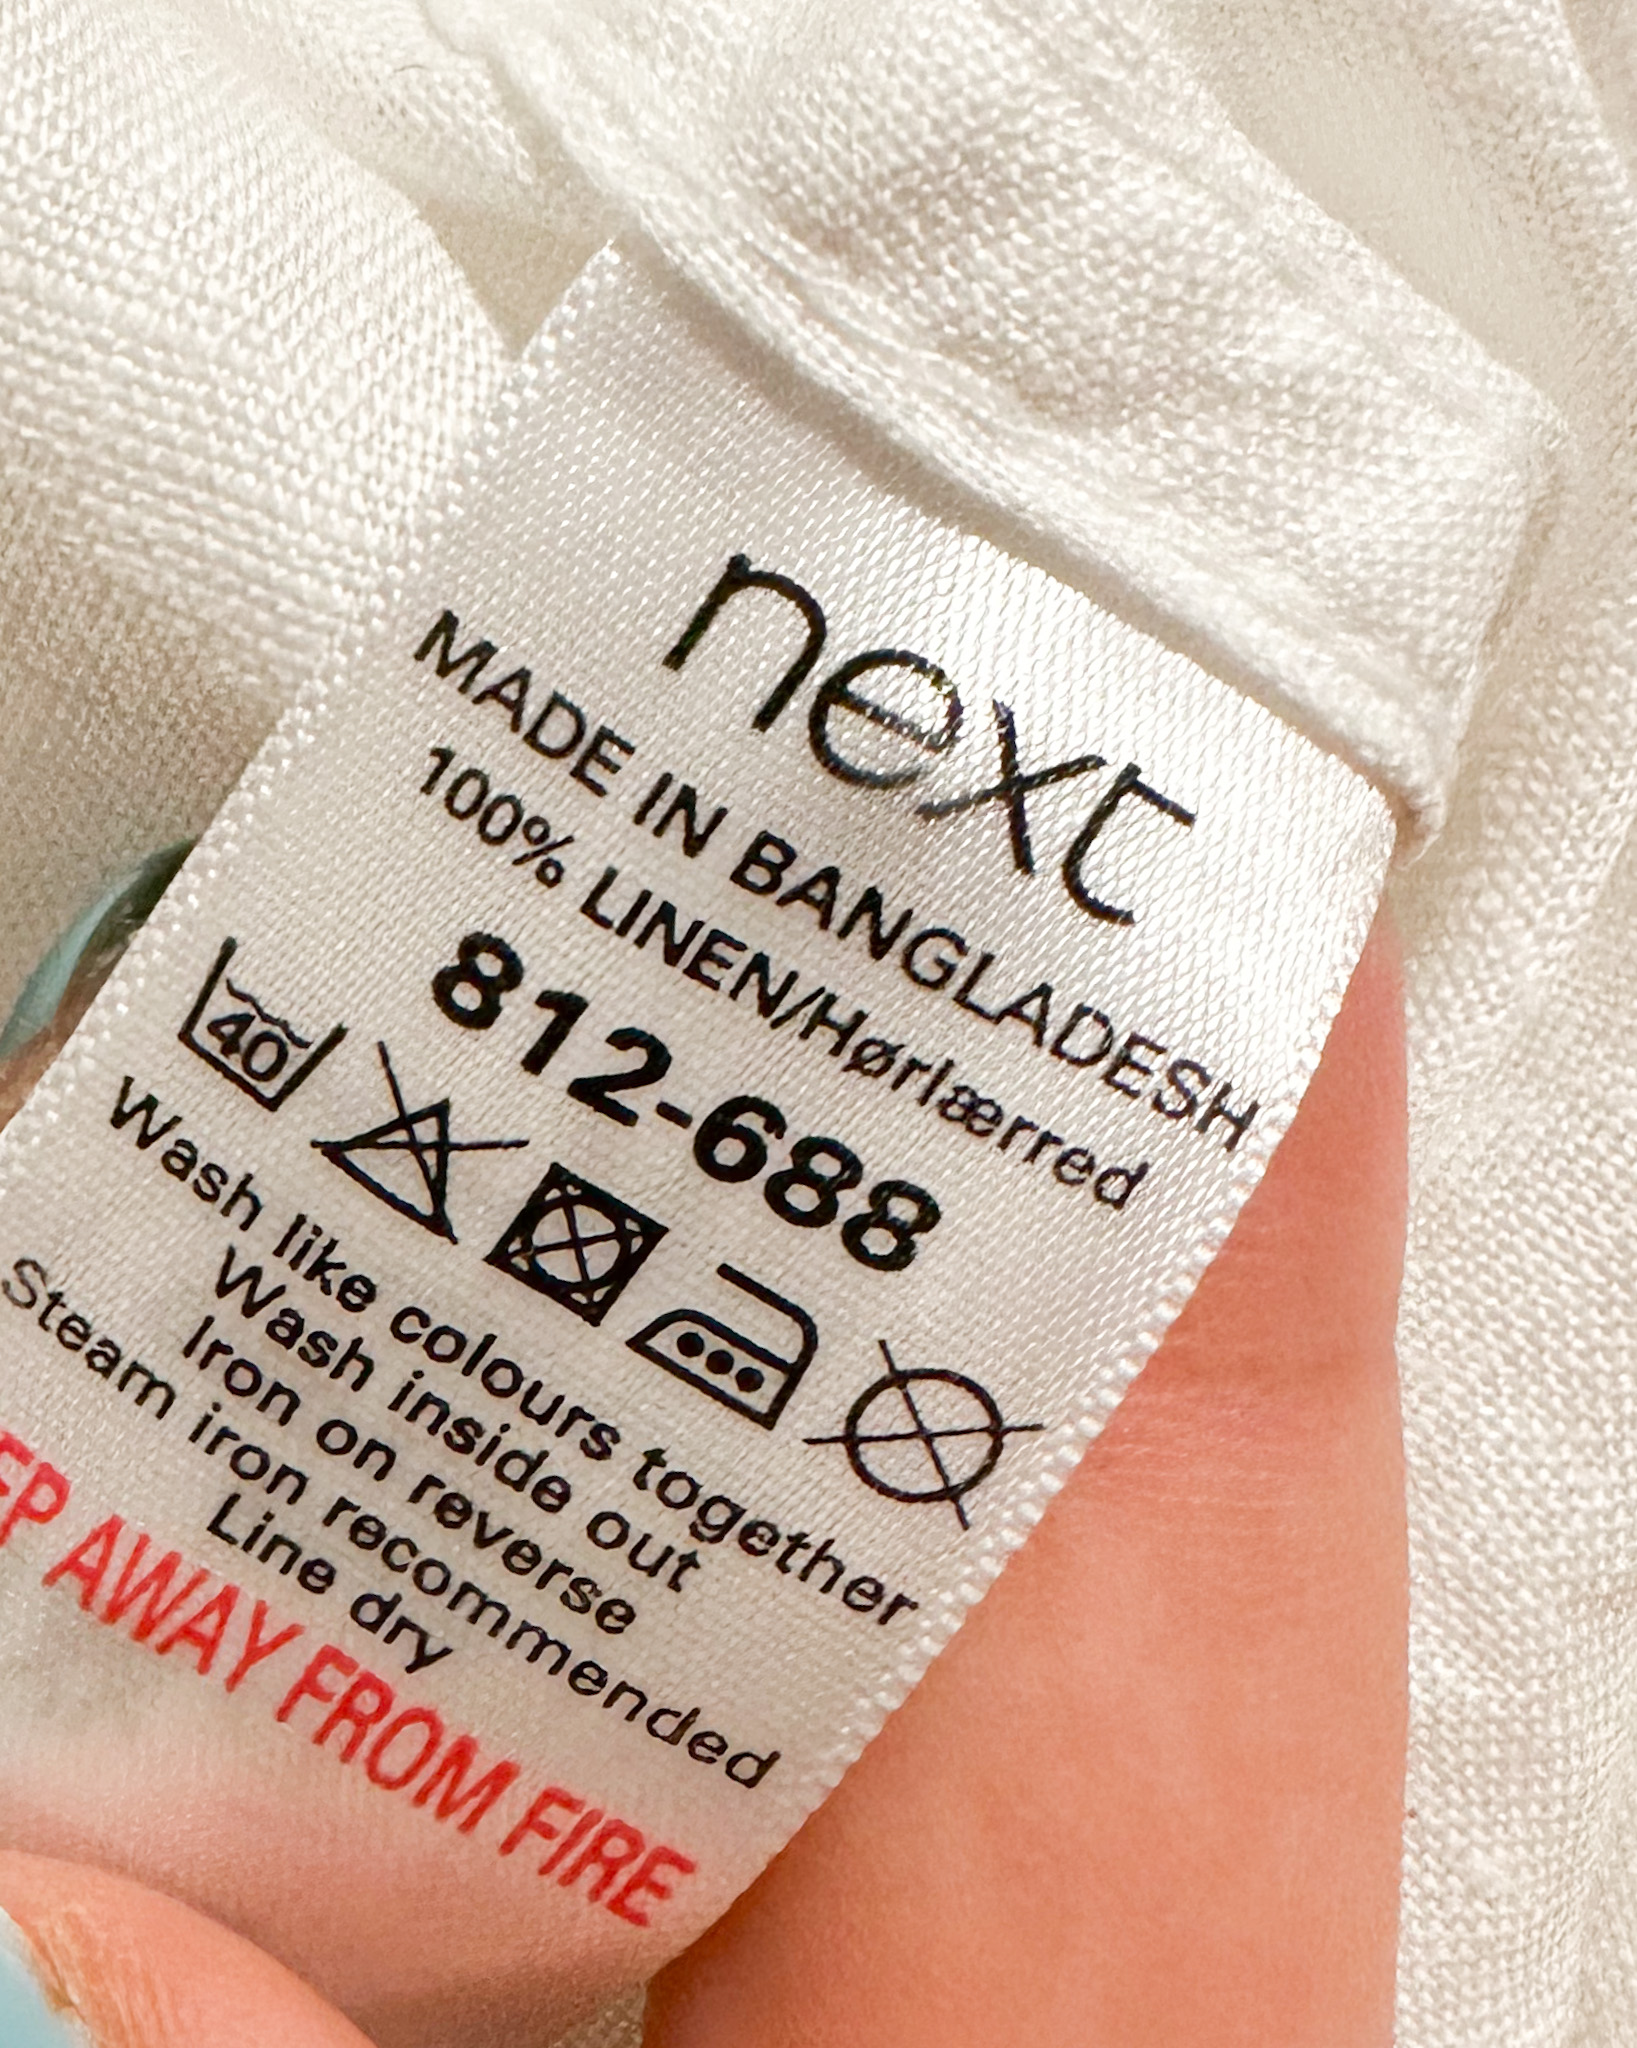 next
MADE IN BANGLADESH
100% LINEN/Hørlærred
812-688
40
Wash like colours together
Wash inside out
Iron on reverse
Steam iron recommended
Line dry
AWAY FROM FIRE